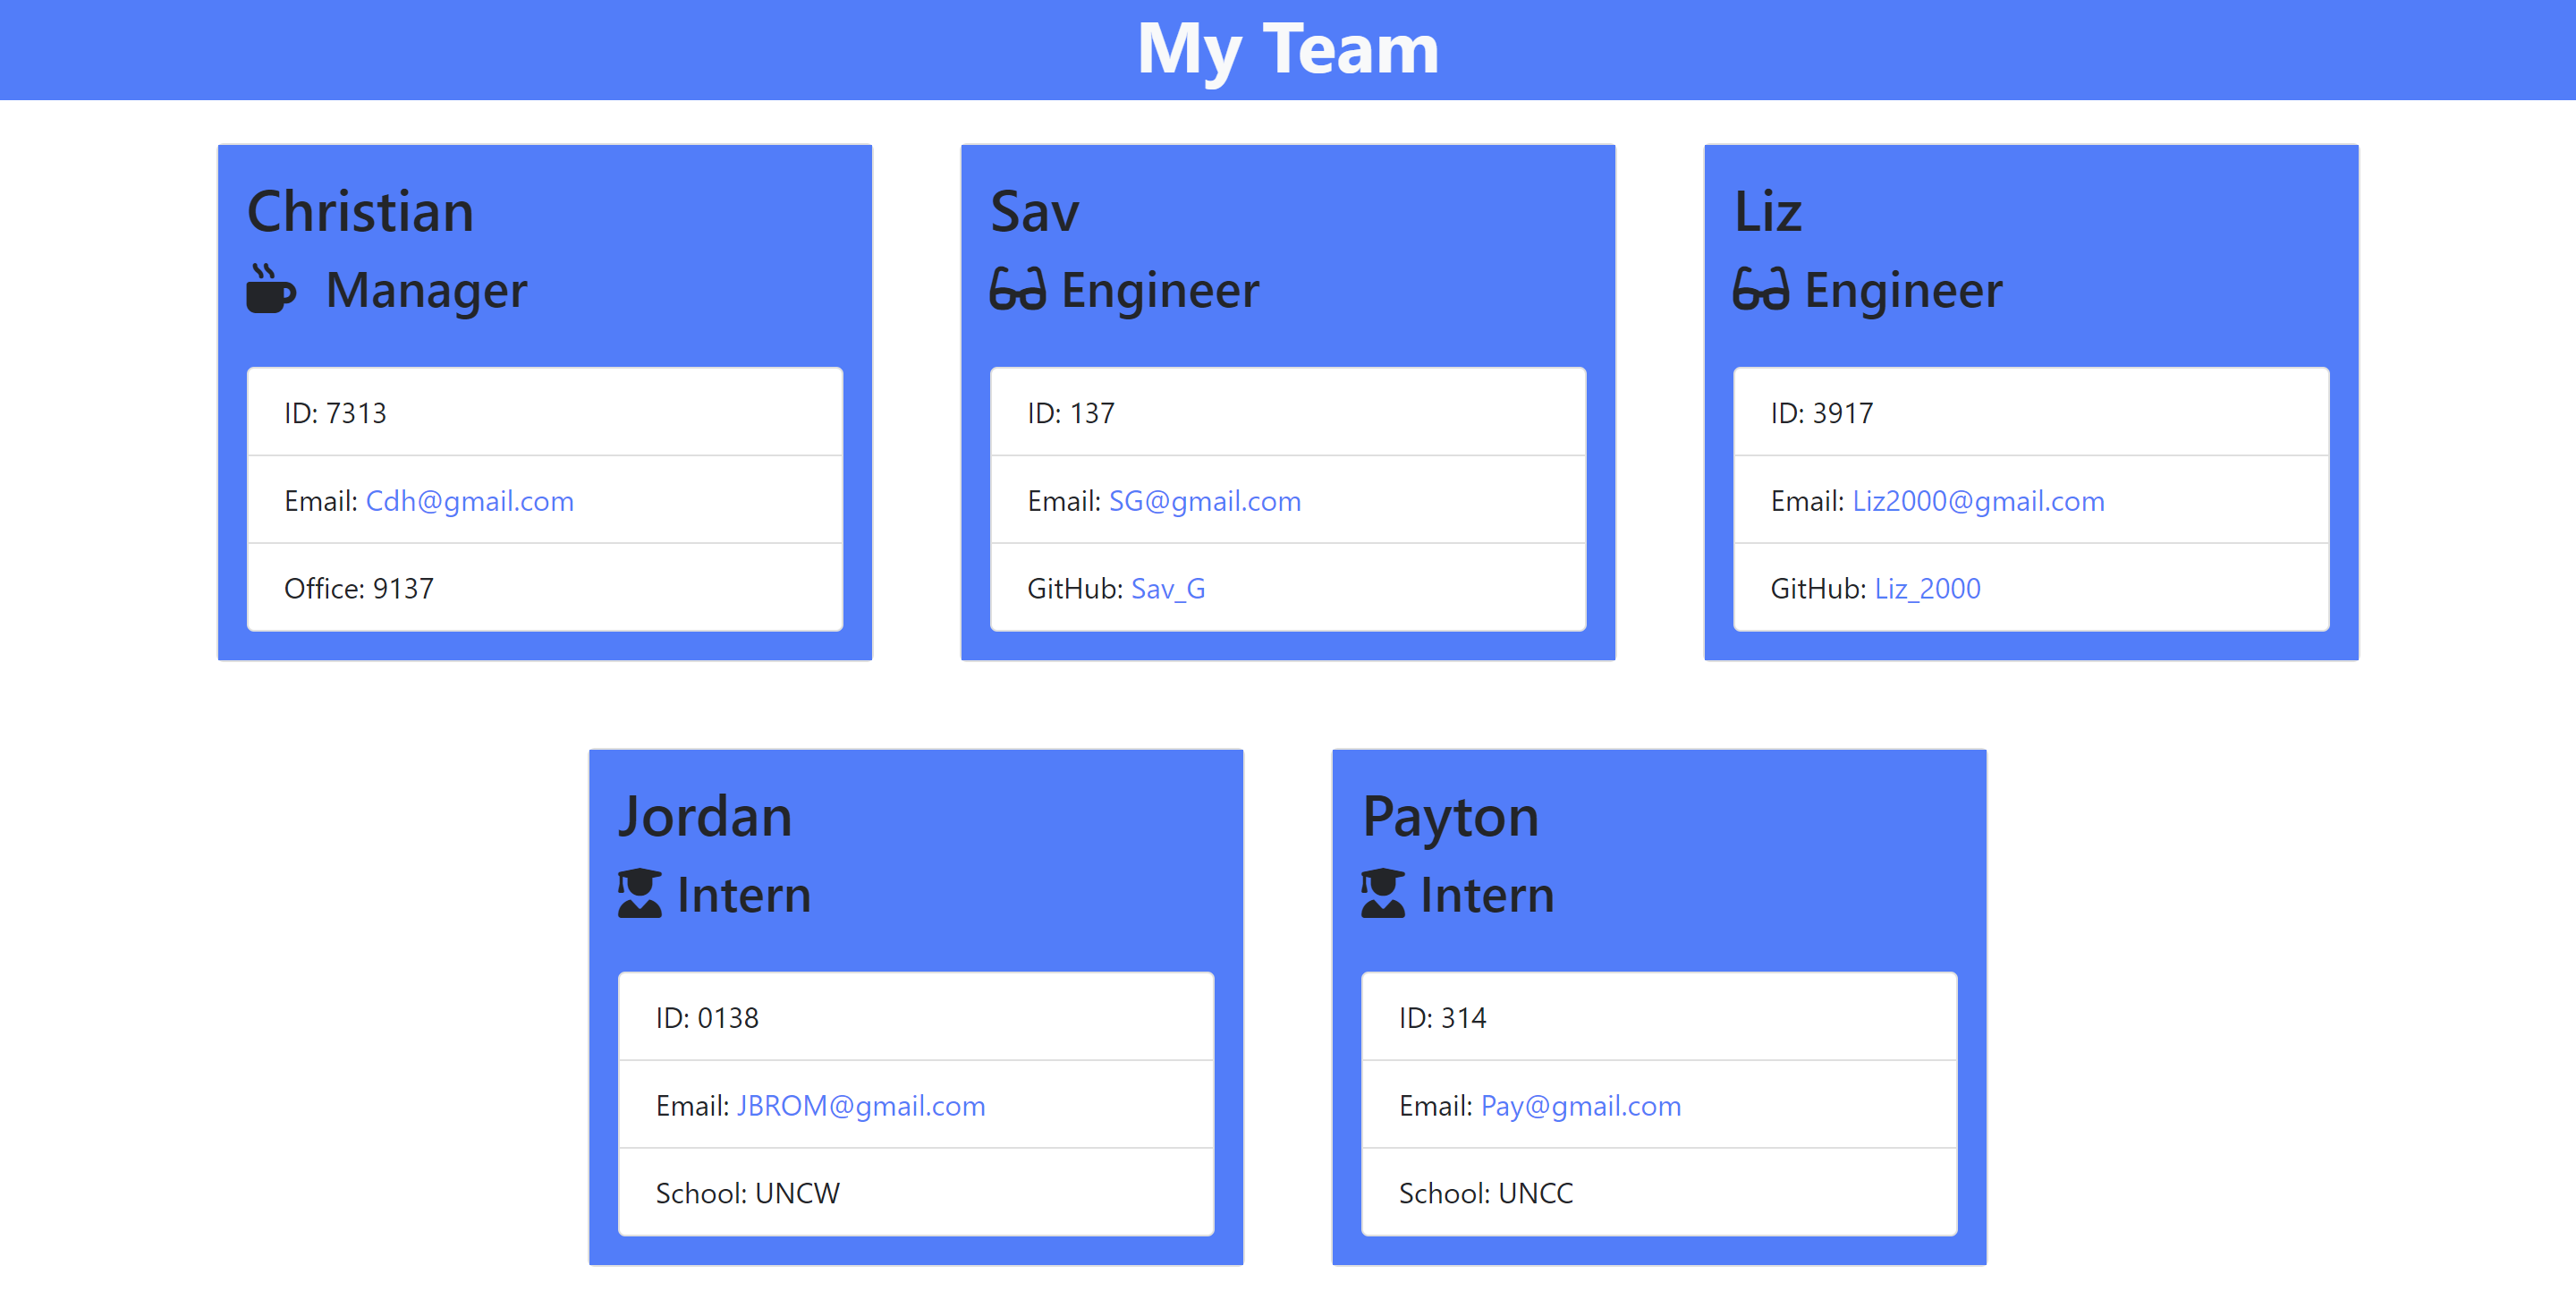 My Team
Christian
Manager
ID: 7313
Email: Cdh@gmail.com
Office: 9137
Sav
Engineer
ID: 137
Email: SG@gmail.com
GitHub: Sav_G
Liz
Engineer
ID: 3917
Email: Liz2000@gmail.com
GitHub: Liz_2000
Jordan
Intern
ID: 0138
Email: JBROM@gmail.com
School: UNCW
Payton
Intern
ID: 314
Email: Pay@gmail.com
School: UNCC